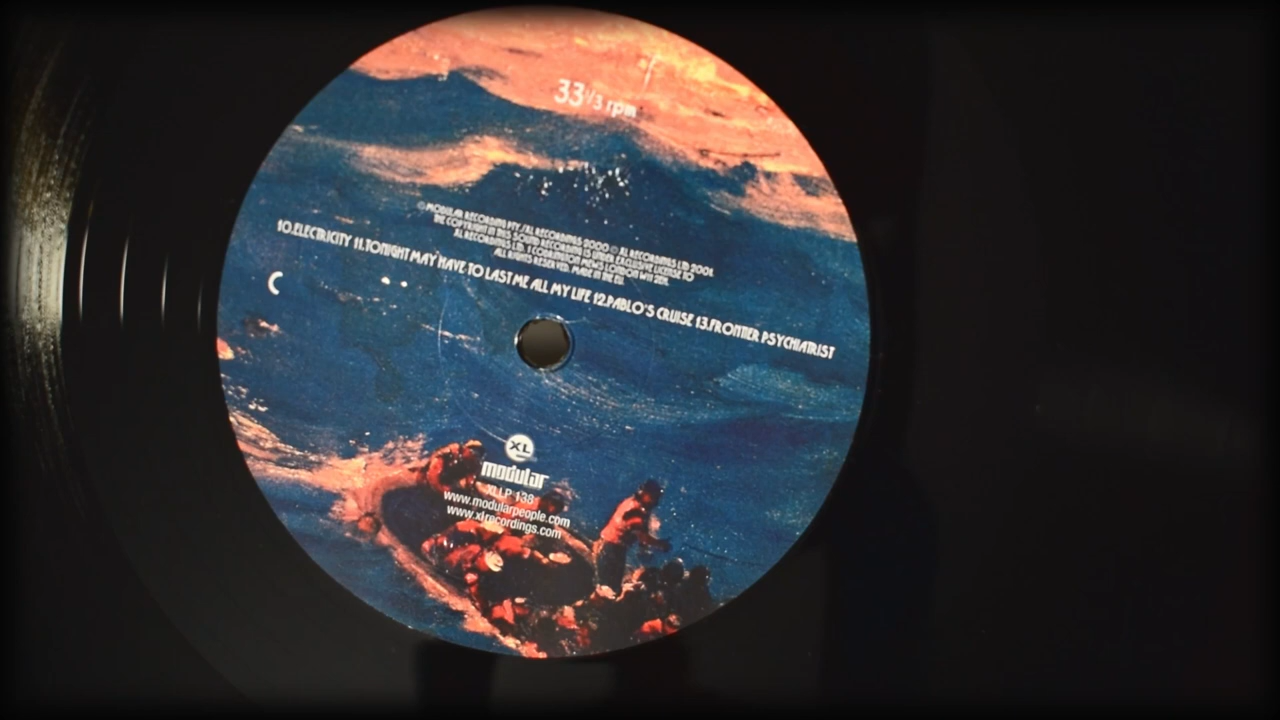 33 1/3 rpm
℗ MODULAR RECORDINGS PTY./XL RECORDINGS 2000 © XL RECORDINGS LTD 2001.
THE COPYRIGHT IN THIS SOUND RECORDING IS UNDER EXCLUSIVE LICENSE TO
XL RECORDINGS LTD. 1 CODRINGTON MEWS LONDON W11 2EH.
ALL RIGHTS RESERVED. MADE IN THE EU.
10.ELECTRICITY 11.TONIGHT MAY HAVE TO LAST ME ALL MY LIFE 12.PABLO'S CRUISE 13.FRONTIER PSYCHIATRIST
C
XL
modular
XLLP 138
www.modularpeople.com
www.xlrecordings.com